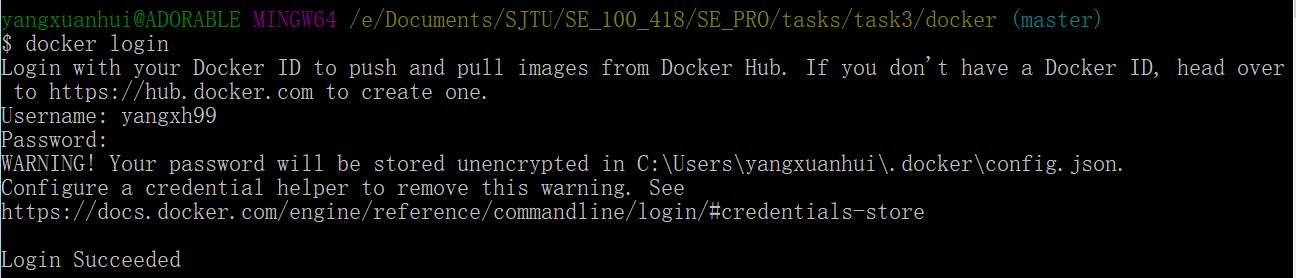 yangxuanhui@ADORABLE MINGW64 /e/Documents/SJTU/SE_100_418/SE_PRO/tasks/task3/docker (master)
$ docker login
Login with your Docker ID to push and pull images from Docker Hub. If you don't have a Docker ID, head over
 to https://hub.docker.com to create one.
Username: yangxh99
Password:
WARNING! Your password will be stored unencrypted in C:\Users\yangxuanhui\.docker\config.json.
Configure a credential helper to remove this warning. See
https://docs.docker.com/engine/reference/commandline/login/#credentials-store
Login Succeeded